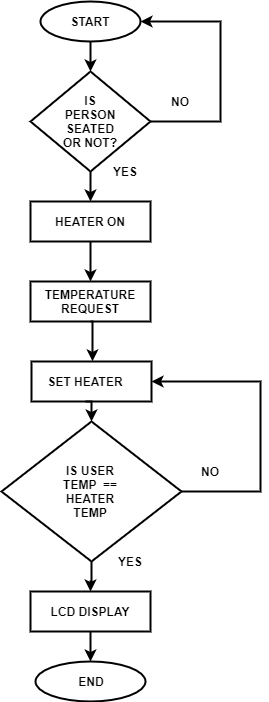 START
IS
PERSON
SEATED
OR NOT?
NO
YES
HEATER ON
TEMPERATURE
REQUEST
SET HEATER
IS USER
TEMP ==
HEATER
TEMP
NO
YES
LCD DISPLAY
END